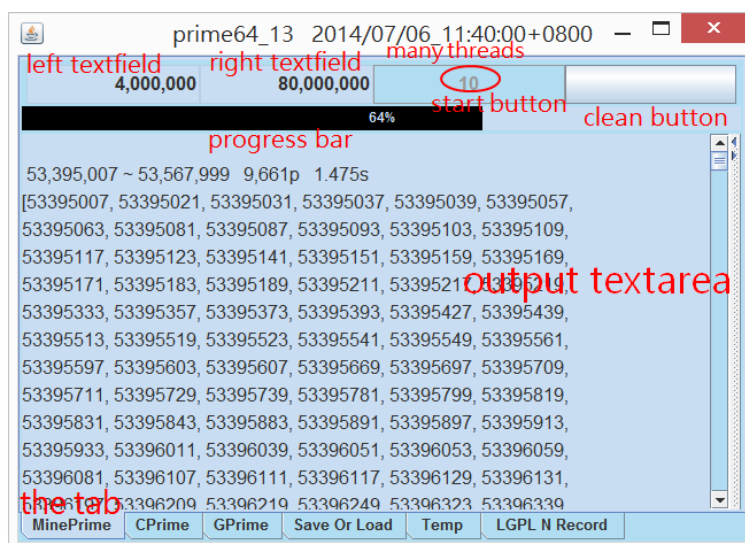 prime64_13 2014/07/06_11:40:00+0800
left textfield right textfield many threads
4,000,000 80,000,000 10
start button clean button
64%
progress bar
53,395,007 ~ 53,567,999 9,661p 1.475s
[53395007, 53395021, 53395031, 53395037, 53395039, 53395057,
53395063, 53395081, 53395087, 53395093, 53395103, 53395109,
53395117, 53395123, 53395141, 53395151, 53395159, 53395169,
53395171, 53395183, 53395189, 53395211, 53395217, 53395219,
output textarea
53395333, 53395357, 53395373, 53395393, 53395427, 53395439,
53395513, 53395519, 53395523, 53395541, 53395549, 53395561,
53395597, 53395603, 53395607, 53395669, 53395697, 53395709,
53395711, 53395729, 53395739, 53395781, 53395799, 53395819,
53395831, 53395843, 53395883, 53395891, 53395897, 53395913,
53395933, 53396011, 53396039, 53396051, 53396053, 53396059,
53396081, 53396107, 53396111, 53396117, 53396129, 53396131,
the tab
53396209, 53396219, 53396249, 53396323, 53396339,
MinePrime CPrime GPrime Save Or Load Temp LGPL N Record